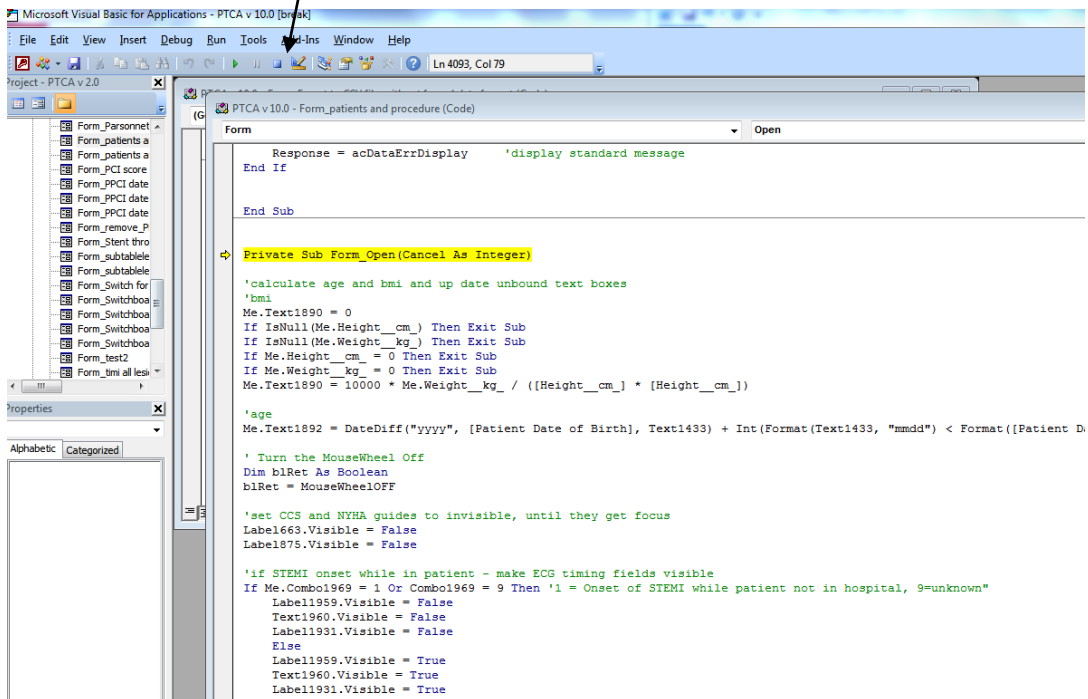 Microsoft Visual Basic for Applications - PTCA v 10.0 [break]
File Edit View Insert Debug Run Tools Add-Ins Window Help
Ln 4093, Col 79
Project - PTCA v 2.0
Form_Parsonnet
Form_patients a
Form_patients a
Form_PCI score
Form_PPCI date
Form_PPCI date
Form_PPCI date
Form_remove_P
Form_Stent thro
Form_subtablele
Form_subtablele
Form_Switch for
Form_Switchboa
Form_Switchboa
Form_Switchboa
Form_Switchboa
Form_test2
Form_timi all lesi
Properties
Alphabetic Categorized
(G
PTCA v 10.0 - Form_patients and procedure (Code)
Form Open
Response = acDataErrDisplay 'display standard message
End If
End Sub
Private Sub Form_Open(Cancel As Integer)
'calculate age and bmi and up date unbound text boxes
'bmi
Me.Text1890 = 0
If IsNull(Me.Height__cm_) Then Exit Sub
If IsNull(Me.Weight__kg_) Then Exit Sub
If Me.Height__cm_ = 0 Then Exit Sub
If Me.Weight__kg_ = 0 Then Exit Sub
Me.Text1890 = 10000 * Me.Weight__kg_ / ([Height__cm_] * [Height__cm_])
'age
Me.Text1892 = DateDiff("yyyy", [Patient Date of Birth], Text1433) + Int(Format(Text1433, "mmdd") < Format([Patient Da
' Turn the MouseWheel Off
Dim blRet As Boolean
blRet = MouseWheelOFF
'set CCS and NYHA guides to invisible, until they get focus
Label663.Visible = False
Label875.Visible = False
'if STEMI onset while in patient - make ECG timing fields visible
If Me.Combo1969 = 1 Or Combo1969 = 9 Then '1 = Onset of STEMI while patient not in hospital, 9=unknown"
Label1959.Visible = False
Text1960.Visible = False
Label1931.Visible = False
Else
Label1959.Visible = True
Text1960.Visible = True
Label1931.Visible = True